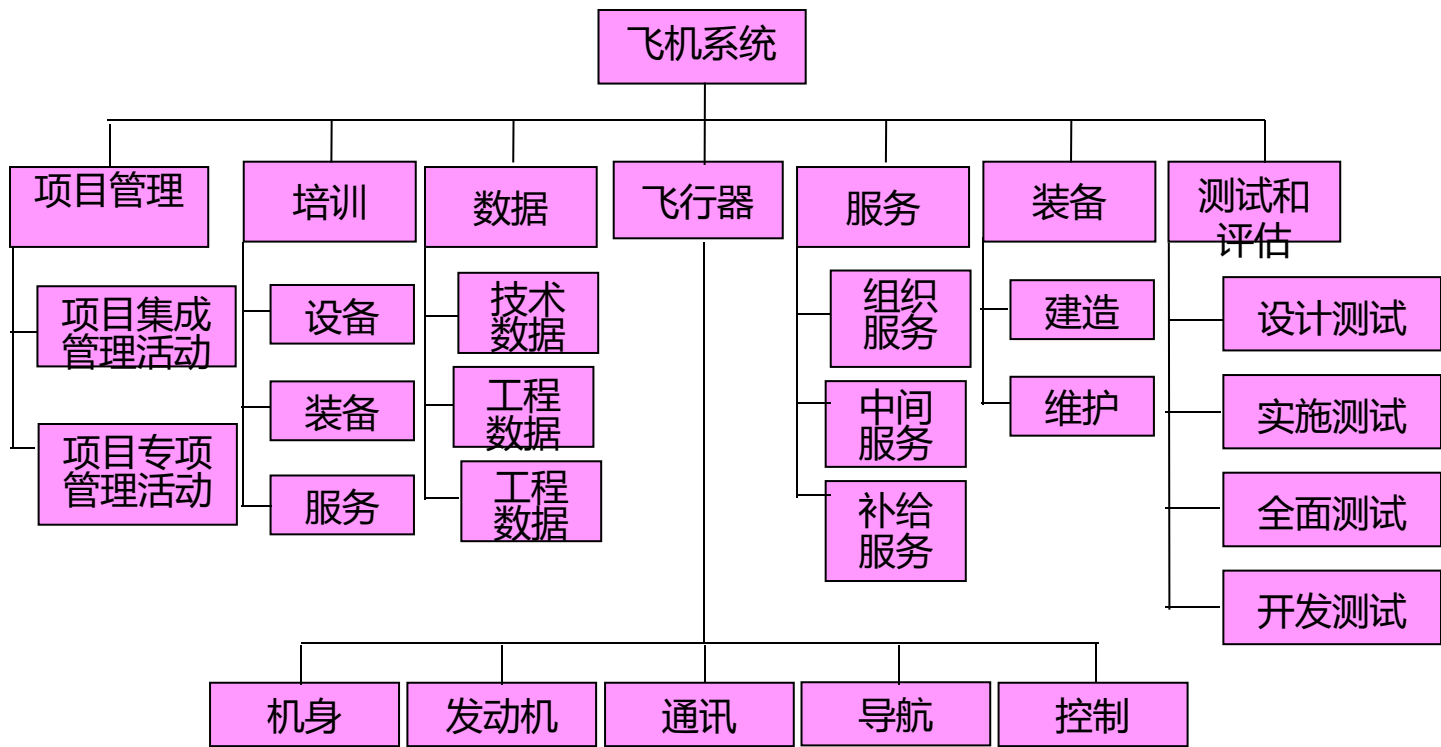 飞机系统
项目管理
培训
数据
飞行器
服务
装备
测试和
评估
项目集成
管理活动
项目专项
管理活动
设备
装备
服务
技术
数据
工程
数据
工程
数据
组织
服务
中间
服务
补给
服务
建造
维护
设计测试
实施测试
全面测试
开发测试
机身
发动机
通讯
导航
控制